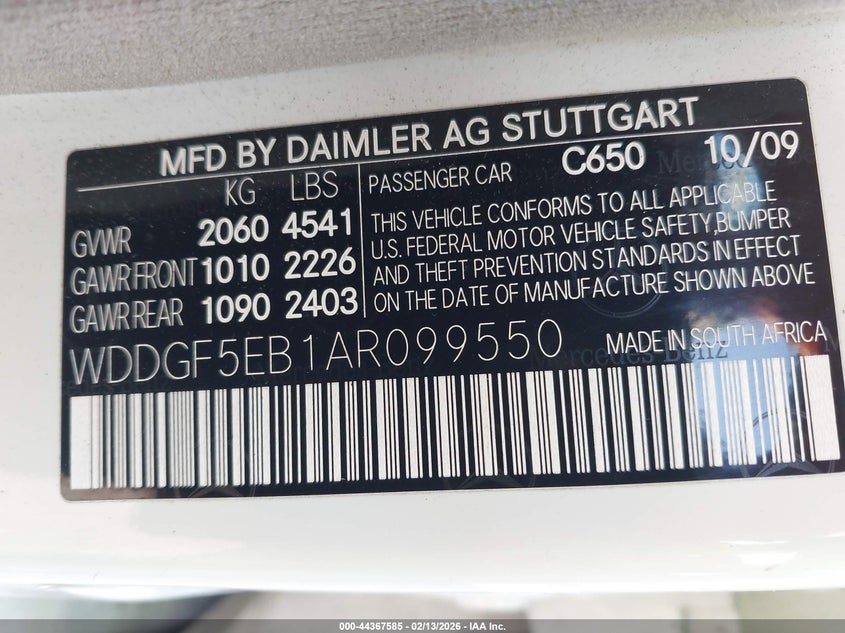 MFD BY DAIMLER AG STUTTGART
KG LBS
GVWR 2060 4541
GAWR FRONT 1010 2226
GAWR REAR 1090 2403
PASSENGER CAR C650 10/09
THIS VEHICLE CONFORMS TO ALL APPLICABLE
U.S. FEDERAL MOTOR VEHICLE SAFETY,BUMPER
AND THEFT PREVENTION STANDARDS IN EFFECT
ON THE DATE OF MANUFACTURE SHOWN ABOVE
WDDGF5EB1AR099550 MADE IN SOUTH AFRICA
Mercedes-Benz
000-44367585 - 02/13/2026 - IAA Inc.